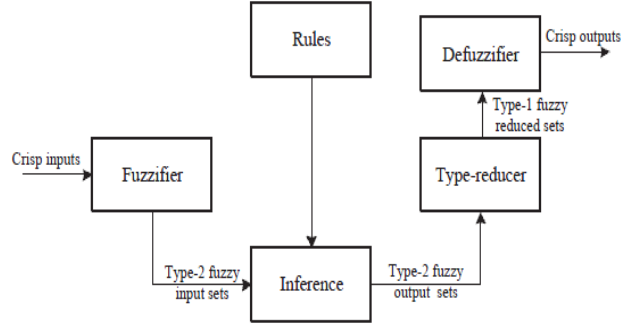 Rules
Defuzzifier
Crisp outputs
Type-1 fuzzy
reduced sets
Crisp inputs
Fuzzifier
Type-reducer
Type-2 fuzzy
input sets
Inference
Type-2 fuzzy
output sets